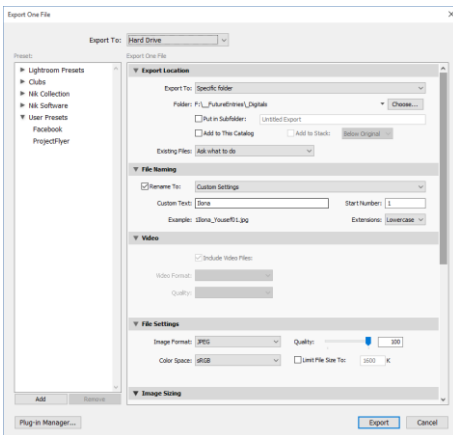 Export One File
Export To: Hard Drive
Preset:
Export One File
Lightroom Presets
Clubs
Nik Collection
Nik Software
User Presets
Facebook
ProjectFlyer
Export Location
Export To: Specific folder
Folder: F:\_FutureEntries_\Digitals Choose...
Put in Subfolder: Untitled Export
Add to This Catalog Add to Stack: Below Original
Existing Files: Ask what to do
File Naming
Rename To: Custom Settings
Custom Text: Ilona Start Number: 1
Extensions: Lowercase
Example:
Video
Include Video Files:
Video Format:
Quality:
File Settings
Image Format: JPEG Quality: 100
Color Space: sRGB Limit File Size To: 1600 K
Image Sizing
Add Remove
Plug-in Manager... Export Cancel